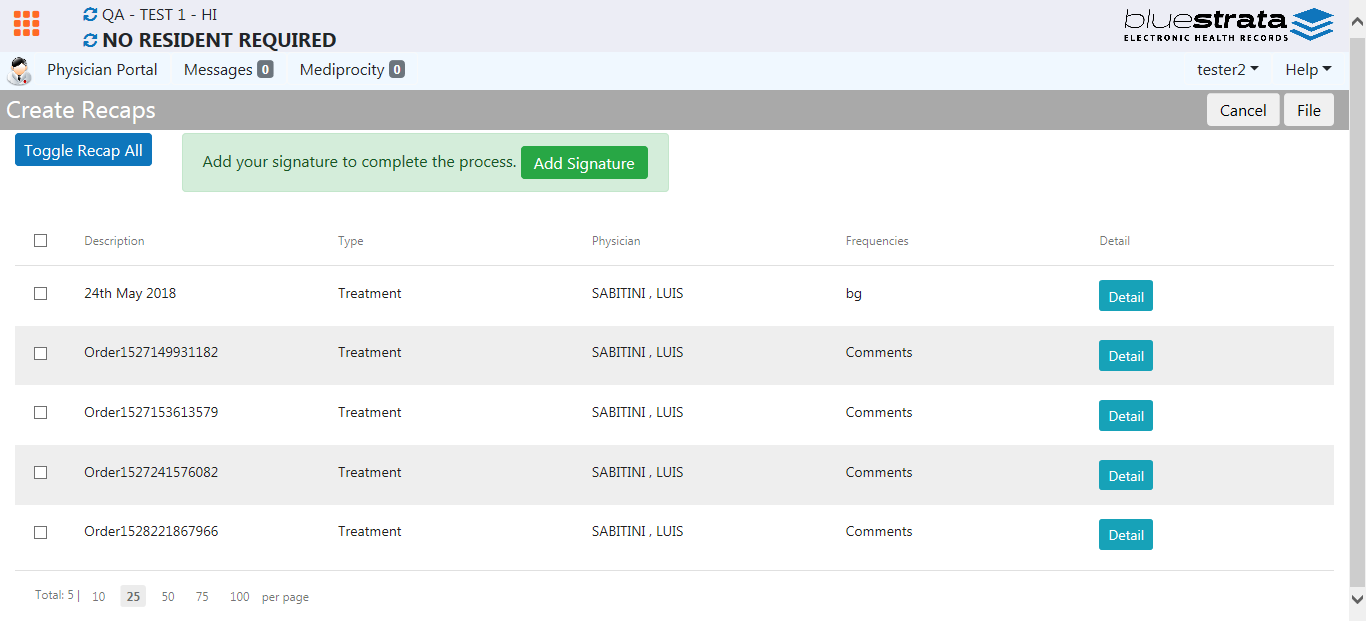 QA - TEST 1 - HI
NO RESIDENT REQUIRED
bluestrata
ELECTRONIC HEALTH RECORDS
Physician Portal Messages 0 Mediprocity 0 tester2 Help
Create Recaps Cancel File
Toggle Recap All Add your signature to complete the process. Add Signature
Description Type Physician Frequencies Detail
24th May 2018 Treatment SABITINI , LUIS bg Detail
Order1527149931182 Treatment SABITINI , LUIS Comments Detail
Order1527153613579 Treatment SABITINI , LUIS Comments Detail
Order1527241576082 Treatment SABITINI , LUIS Comments Detail
Order1528221867966 Treatment SABITINI , LUIS Comments Detail
Total: 5 | 10 25 50 75 100 per page